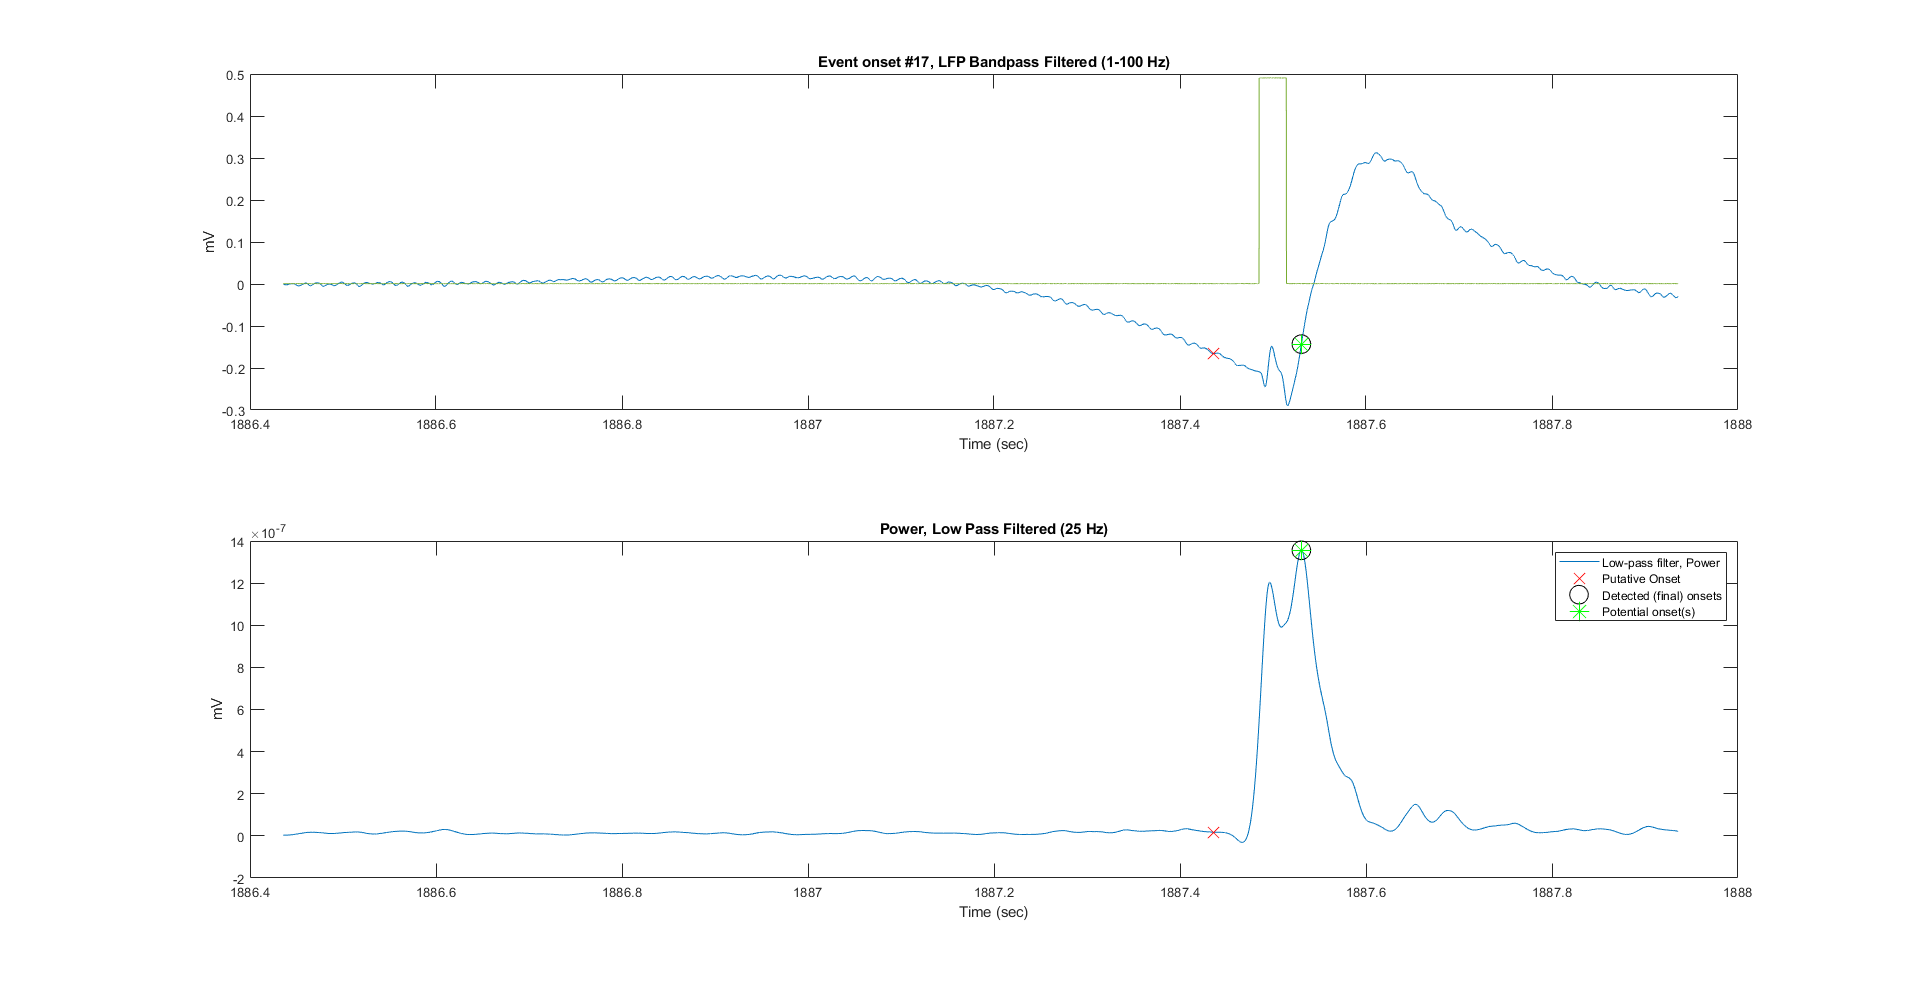 Event onset #17, LFP Bandpass Filtered (1-100 Hz)
0.5
0.4
0.3
0.2
0.1
0
-0.1
-0.2
-0.3
mV
1886.4 1886.6 1886.8 1887 1887.2 1887.4 1887.6 1887.8 1888
Time (sec)
Power, Low Pass Filtered (25 Hz)
×10-7
14
12
10
8
6
4
2
0
-2
mV
Low-pass filter, Power
Putative Onset
Detected (final) onsets
Potential onset(s)
1886.4 1886.6 1886.8 1887 1887.2 1887.4 1887.6 1887.8 1888
Time (sec)